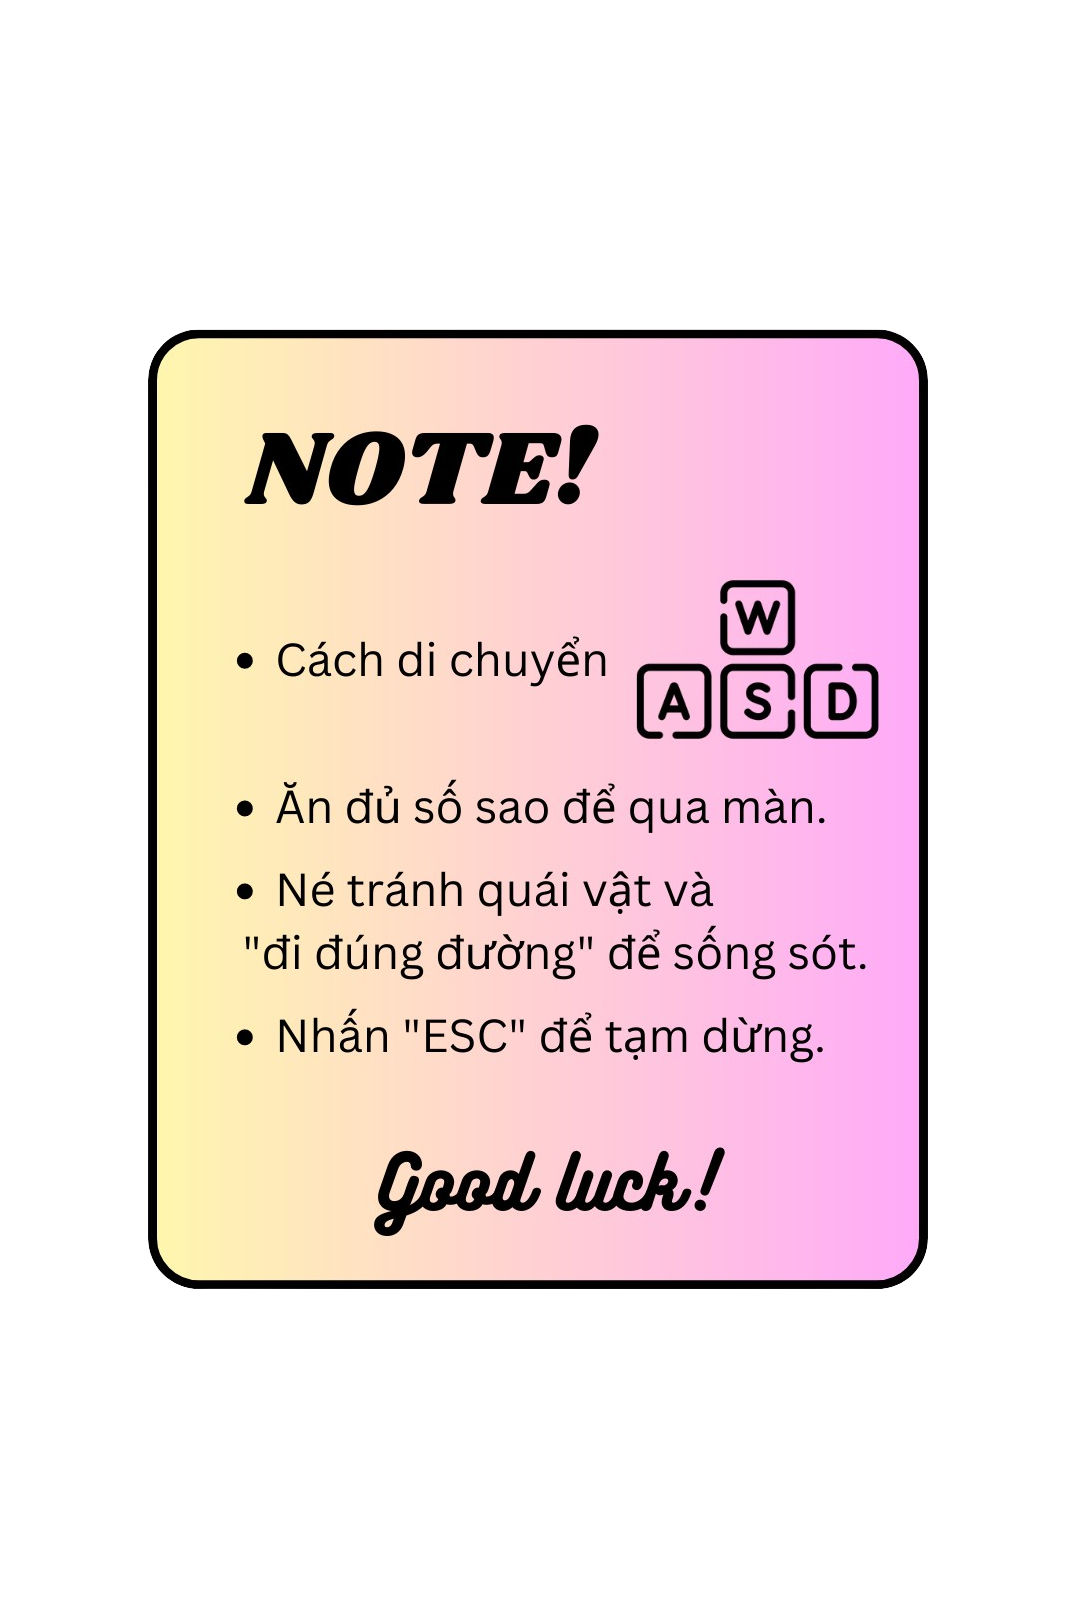 NOTE!
W
• Cách di chuyển
A S D
• Ăn đủ số sao để qua màn.
• Né tránh quái vật và
"đi đúng đường" để sống sót.
• Nhấn "ESC" để tạm dừng.
Good luck!